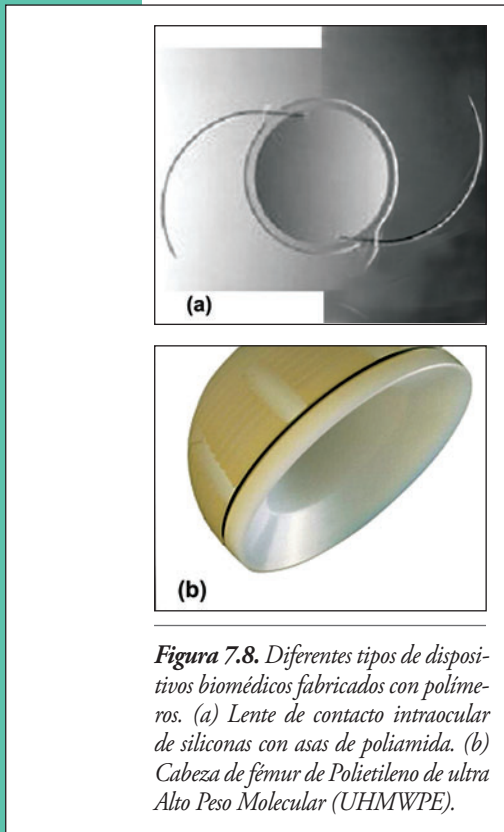 (a)
(b)
Figura 7.8. Diferentes tipos de disposi-
tivos biomédicos fabricados con políme-
ros. (a) Lente de contacto intraocular
de siliconas con asas de poliamida. (b)
Cabeza de fémur de Polietileno de ultra
Alto Peso Molecular (UHMWPE).